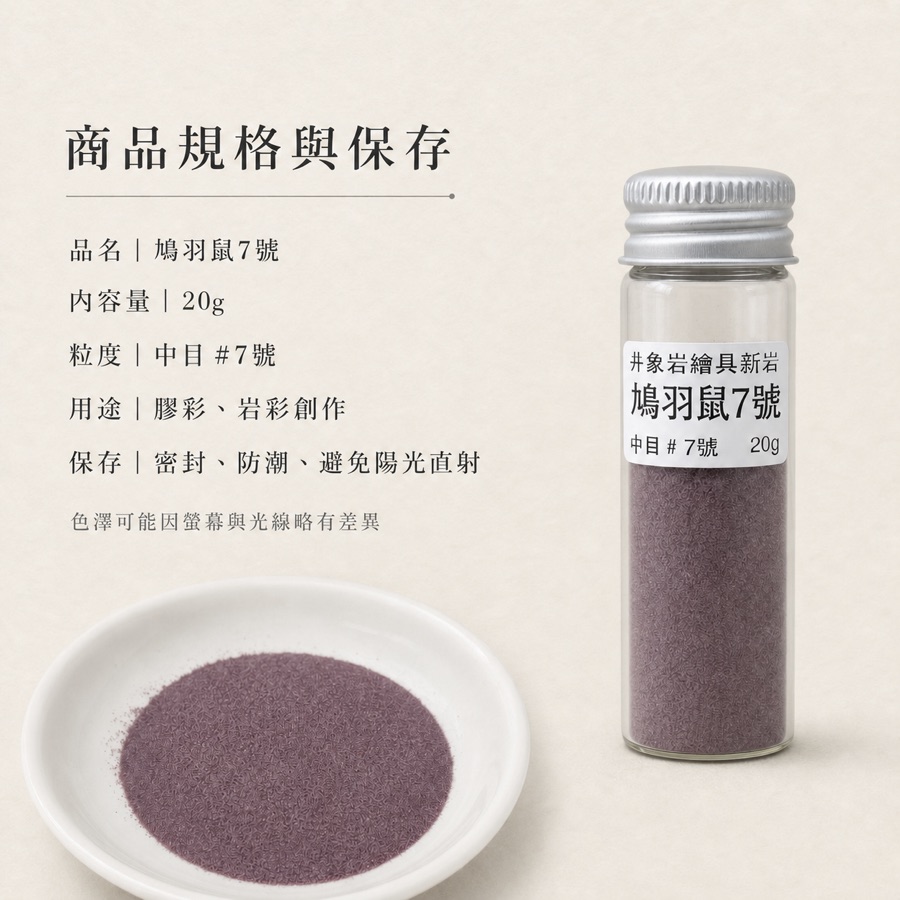 商品規格與保存
品名｜鳩羽鼠7號
內容量｜20g
粒度｜中目 #7號
用途｜膠彩、岩彩創作
保存｜密封、防潮、避免陽光直射
色澤可能因螢幕與光線略有差異
井象岩繪具新岩
鳩羽鼠7號
中目 # 7號 20g